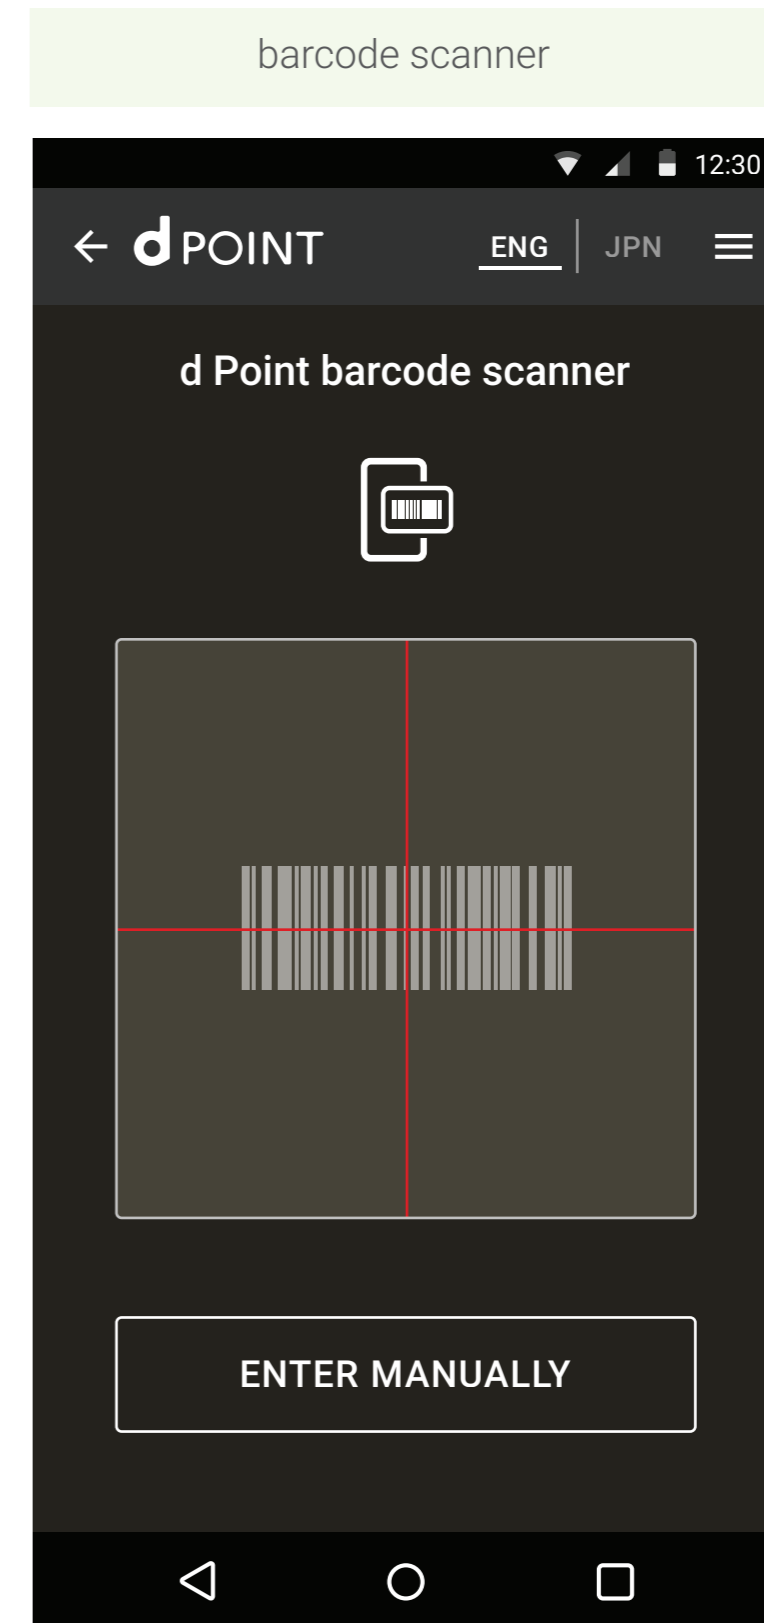 barcode scanner
12:30
d POINT
ENG | JPN
d Point barcode scanner
ENTER MANUALLY